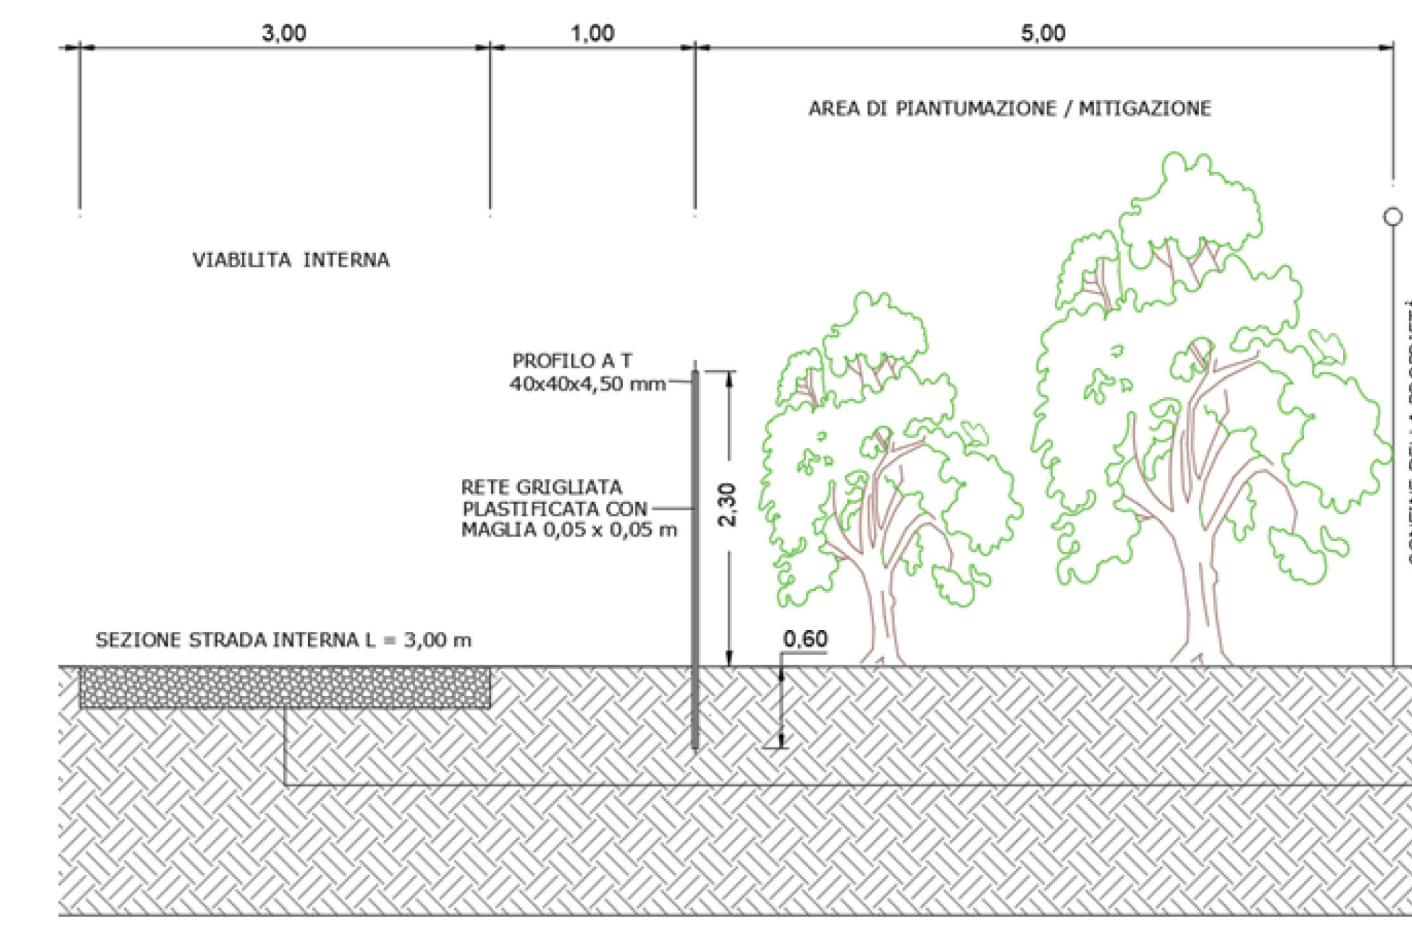 3,00
1,00
5,00
AREA DI PIANTUMAZIONE / MITIGAZIONE
VIABILITA INTERNA
PROFILO A T
40x40x4,50 mm
RETE GRIGLIATA
PLASTIFICATA CON
MAGLIA 0,05 x 0,05 m
2,30
SEZIONE STRADA INTERNA L = 3,00 m
0,60